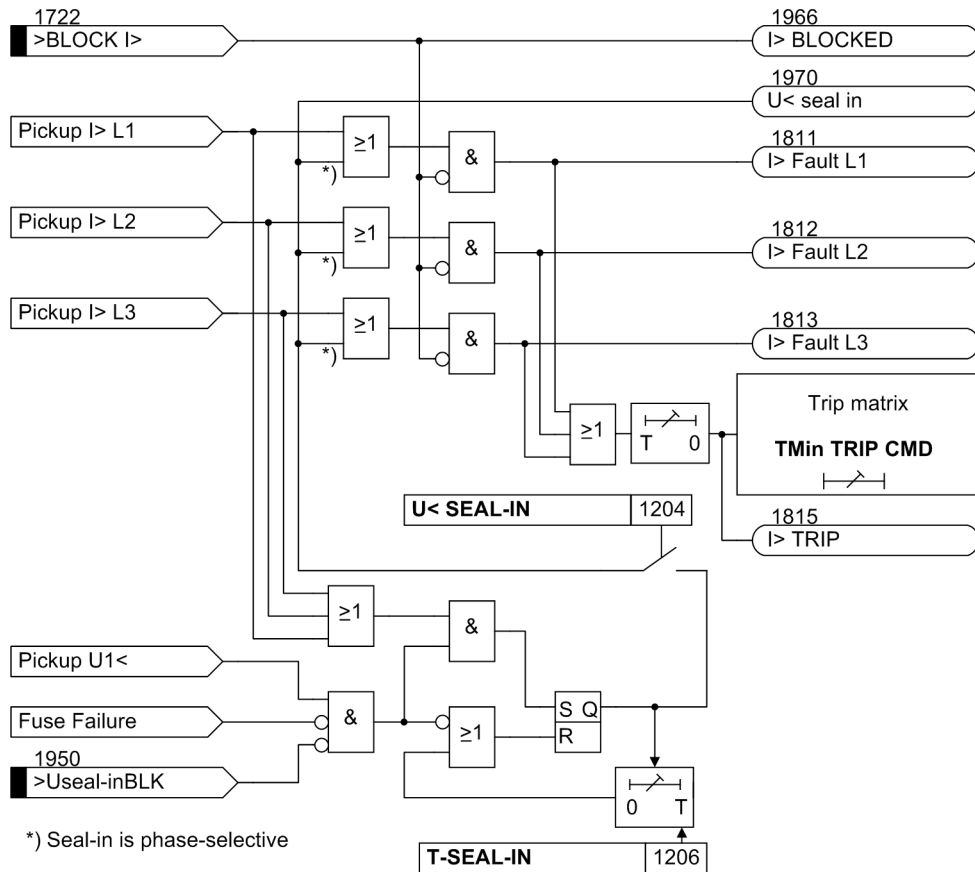 1722
>BLOCK I>
1966
I> BLOCKED
1970
U< seal in
Pickup I> L1
≥1
*)
&
1811
I> Fault L1
Pickup I> L2
≥1
*)
&
1812
I> Fault L2
Pickup I> L3
≥1
*)
&
1813
I> Fault L3
≥1
T 0
Trip matrix
TMin TRIP CMD
U< SEAL-IN 1204
1815
I> TRIP
≥1
&
Pickup U1<
Fuse Failure
&
≥1
S Q
R
1950
>Useal-inBLK
0 T
*) Seal-in is phase-selective
T-SEAL-IN 1206